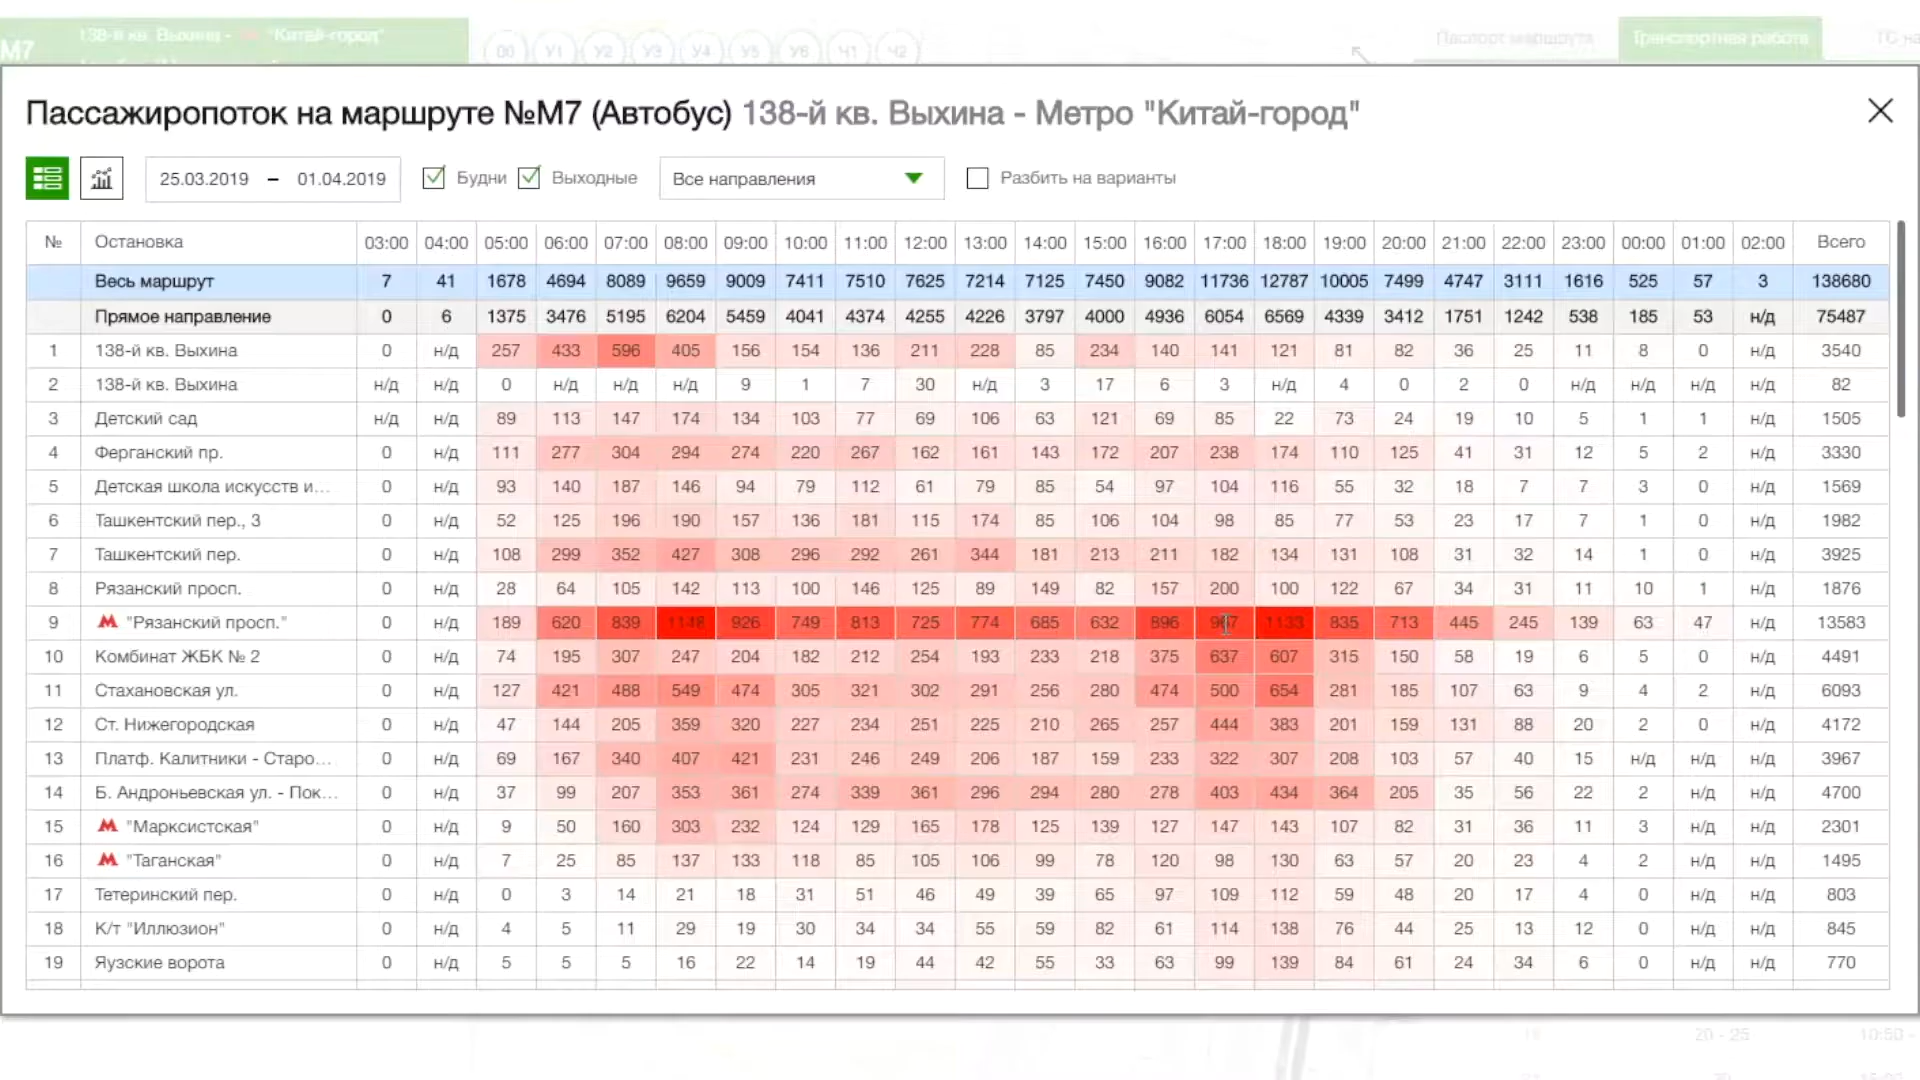 М7
138-й кв. Выхина - М "Китай-город"
00 У1 У2 У3 У4 У5 У6 Ч1 Ч2
Паспорт маршрута Транспортная работа ТС на
Пассажиропоток на маршруте №М7 (Автобус) 138-й кв. Выхина - Метро "Китай-город"
25.03.2019 – 01.04.2019 Будни Выходные Все направления Разбить на варианты
№ Остановка 03:00 04:00 05:00 06:00 07:00 08:00 09:00 10:00 11:00 12:00 13:00 14:00 15:00 16:00 17:00 18:00 19:00 20:00 21:00 22:00 23:00 00:00 01:00 02:00 Всего
Весь маршрут 7 41 1678 4694 8089 9659 9009 7411 7510 7625 7214 7125 7450 9082 11736 12787 10005 7499 4747 3111 1616 525 57 3 138680
Прямое направление 0 6 1375 3476 5195 6204 5459 4041 4374 4255 4226 3797 4000 4936 6054 6569 4339 3412 1751 1242 538 185 53 н/д 75487
1 138-й кв. Выхина 0 н/д 257 433 596 405 156 154 136 211 228 85 234 140 141 121 81 82 36 25 11 8 0 н/д 3540
2 138-й кв. Выхина н/д н/д 0 н/д н/д н/д 9 1 7 30 н/д 3 17 6 3 н/д 4 0 2 0 н/д н/д н/д н/д 82
3 Детский сад н/д н/д 89 113 147 174 134 103 77 69 106 63 121 69 85 22 73 24 19 10 5 1 1 н/д 1505
4 Ферганский пр. 0 н/д 111 277 304 294 274 220 267 162 161 143 172 207 238 174 110 125 41 31 12 5 2 н/д 3330
5 Детская школа искусств и... 0 н/д 93 140 187 146 94 79 112 61 79 85 54 97 104 116 55 32 18 7 7 3 0 н/д 1569
6 Ташкентский пер., 3 0 н/д 52 125 196 190 157 136 181 115 174 85 106 104 98 85 77 53 23 17 7 1 0 н/д 1982
7 Ташкентский пер. 0 н/д 108 299 352 427 308 296 292 261 344 181 213 211 182 134 131 108 31 32 14 1 0 н/д 3925
8 Рязанский просп. 0 н/д 28 64 105 142 113 100 146 125 89 149 82 157 200 100 122 67 34 31 11 10 1 н/д 1876
9 М "Рязанский просп." 0 н/д 189 620 839 1148 926 749 813 725 774 685 632 896 1133 835 713 445 245 139 63 47 н/д 13583
10 Комбинат ЖБК № 2 0 н/д 74 195 307 247 204 182 212 254 193 233 218 375 637 607 315 150 58 19 6 5 0 н/д 4491
11 Стахановская ул. 0 н/д 127 421 488 549 474 305 321 302 291 256 280 474 500 654 281 185 107 63 9 4 2 н/д 6093
12 Ст. Нижегородская 0 н/д 47 144 205 359 320 227 234 251 225 210 265 257 444 383 201 159 131 88 20 2 0 н/д 4172
13 Платф. Калитники - Старо... 0 н/д 69 167 340 407 421 231 246 249 206 187 159 233 322 307 208 103 57 40 15 н/д н/д н/д 3967
14 Б. Андроньевская ул. - Пок... 0 н/д 37 99 207 353 361 274 339 361 296 294 280 278 403 434 364 205 35 56 22 2 н/д н/д 4700
15 М "Марксистская" 0 н/д 9 50 160 303 232 124 129 165 178 125 139 127 147 143 107 82 31 36 11 3 н/д н/д 2301
16 М "Таганская" 0 н/д 7 25 85 137 133 118 85 105 106 99 78 120 98 130 63 57 20 23 4 2 н/д н/д 1495
17 Тетеринский пер. 0 н/д 0 3 14 21 18 31 51 46 49 39 65 97 109 112 59 48 20 17 4 0 н/д н/д 803
18 К/т "Иллюзион" 0 н/д 4 5 11 29 19 30 34 34 55 59 82 61 114 138 76 44 25 13 12 0 н/д н/д 845
19 Яузские ворота 0 н/д 5 5 5 16 22 14 19 44 42 55 33 63 99 139 84 61 24 34 6 0 н/д н/д 770
20 - 25 10:50 -